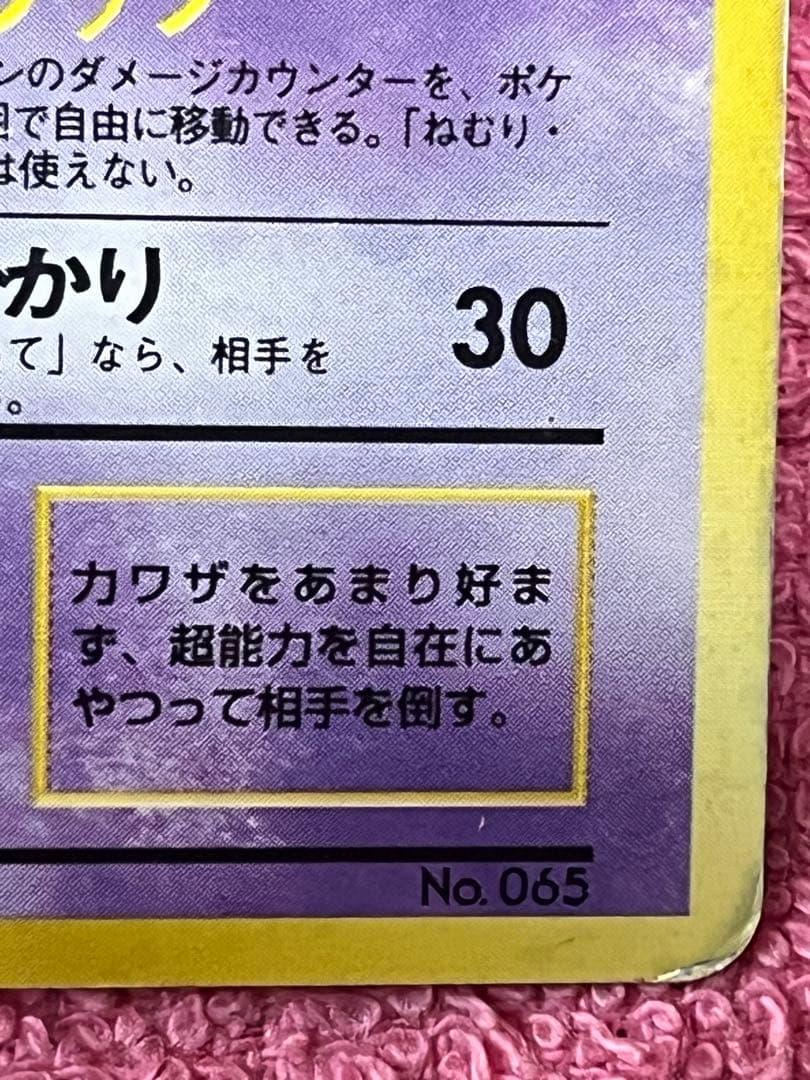 ンのダメージカウンターを、ポケ
で自由に移動できる。「ねむり・
は使えない。
かり
30
って」なら、相手を
。
力ワザをあまり好ま
ず、超能力を自在にあ
やつって相手を倒す。
No. 065